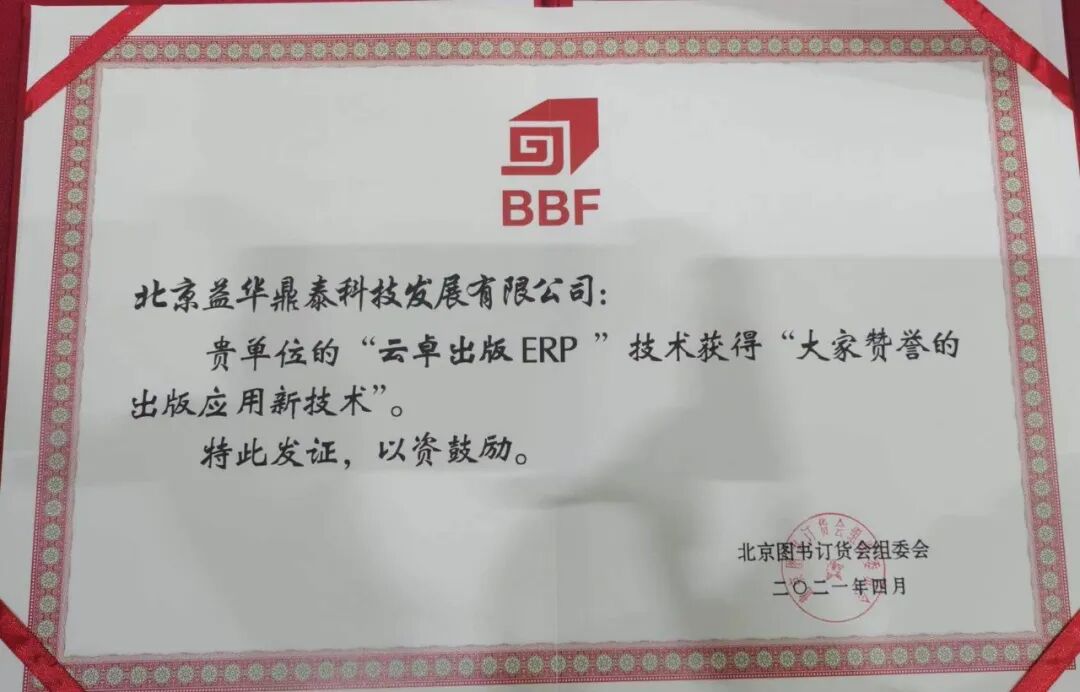 BBF
北京益华鼎泰科技发展有限公司：
贵单位的“云卓出版ERP ”技术获得“大家赞誉的
出版应用新技术”。
特此发证，以资鼓励。
北京图书订货会组委会
二〇二一年四月